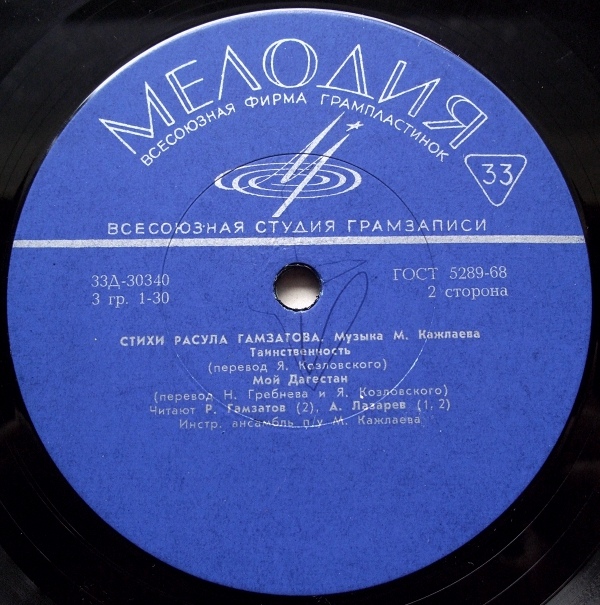 МЕЛОДИЯ
ВСЕСОЮЗНАЯ ФИРМА ГРАМПЛАСТИНОК
33
ВСЕСОЮЗНАЯ СТУДИЯ ГРАМЗАПИСИ
33Д-30340
ГОСТ 5289-68
3 гр. 1-30
2 сторона
СТИХИ РАСУЛА ГАМЗАТОВА. Музыка М. Кажлаева
Таинственность
(перевод Я. Козловского)
Мой Дагестан
(перевод Н. Гребнева и Я. Козловского)
Читают Р. Гамзатов (2), А. Лазарев (1, 2)
Инстр. ансамбль п/у М. Кажлаева